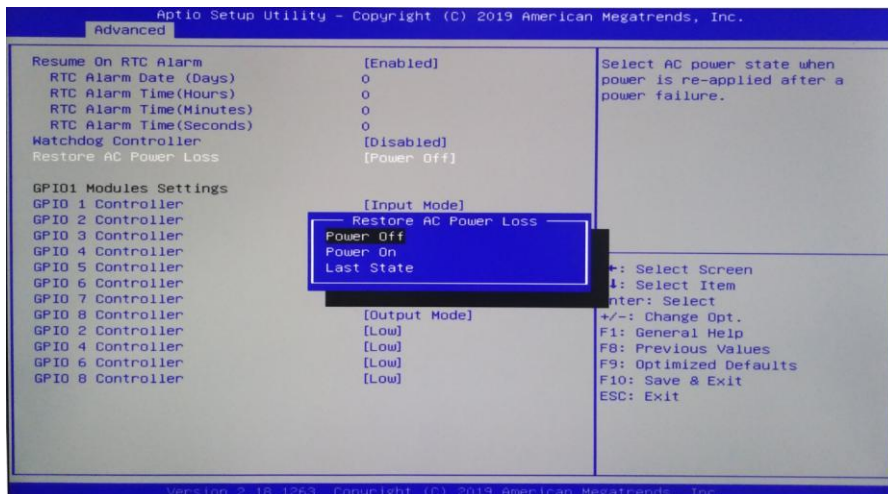 Aptio Setup Utility - Copyright (C) 2019 American Megatrends, Inc.
Advanced
Resume On RTC Alarm [Enabled]
RTC Alarm Date (Days) 0
RTC Alarm Time(Hours) 0
RTC Alarm Time(Minutes) 0
RTC Alarm Time(Seconds) 0
Watchdog Controller [Disabled]
Restore AC Power Loss [Power Off]
GPIO1 Modules Settings
GPIO 1 Controller [Input Mode]
GPIO 2 Controller
GPIO 3 Controller
GPIO 4 Controller
GPIO 5 Controller
GPIO 6 Controller
GPIO 7 Controller
GPIO 8 Controller [Output Mode]
GPIO 2 Controller [Low]
GPIO 4 Controller [Low]
GPIO 6 Controller [Low]
GPIO 8 Controller [Low]
Restore AC Power Loss
Power Off
Power On
Last State
Select AC power state when
power is re-applied after a
power failure.
: Select Screen
: Select Item
nter: Select
+/-: Change Opt.
F1: General Help
F8: Previous Values
F9: Optimized Defaults
F10: Save & Exit
ESC: Exit
Version 2.18.1263. Copyright (C) 2019 American Megatrends, Inc.